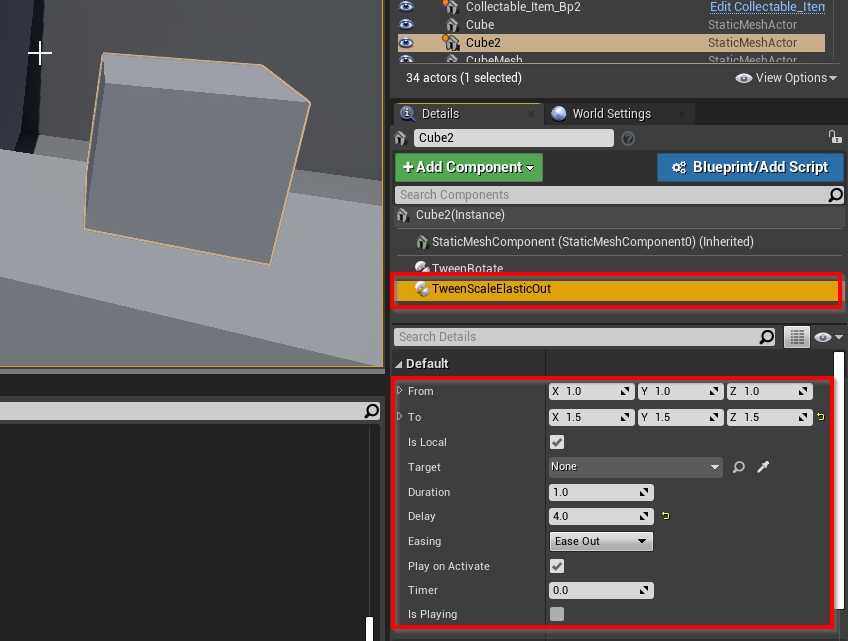 Collectable_Item_Bp2 Edit Collectable_Item
Cube StaticMeshActor
Cube2 StaticMeshActor
CubeMesh StaticMeshActor
34 actors (1 selected) View Options
Details World Settings
Cube2
+ Add Component Blueprint/Add Script
Search Components
Cube2(Instance)
StaticMeshComponent (StaticMeshComponent0) (Inherited)
TweenRotate
TweenScaleElasticOut
Search Details
Default
From X 1.0 Y 1.0 Z 1.0
To X 1.5 Y 1.5 Z 1.5
Is Local
Target None
Duration 1.0
Delay 4.0
Easing Ease Out
Play on Activate
Timer 0.0
Is Playing